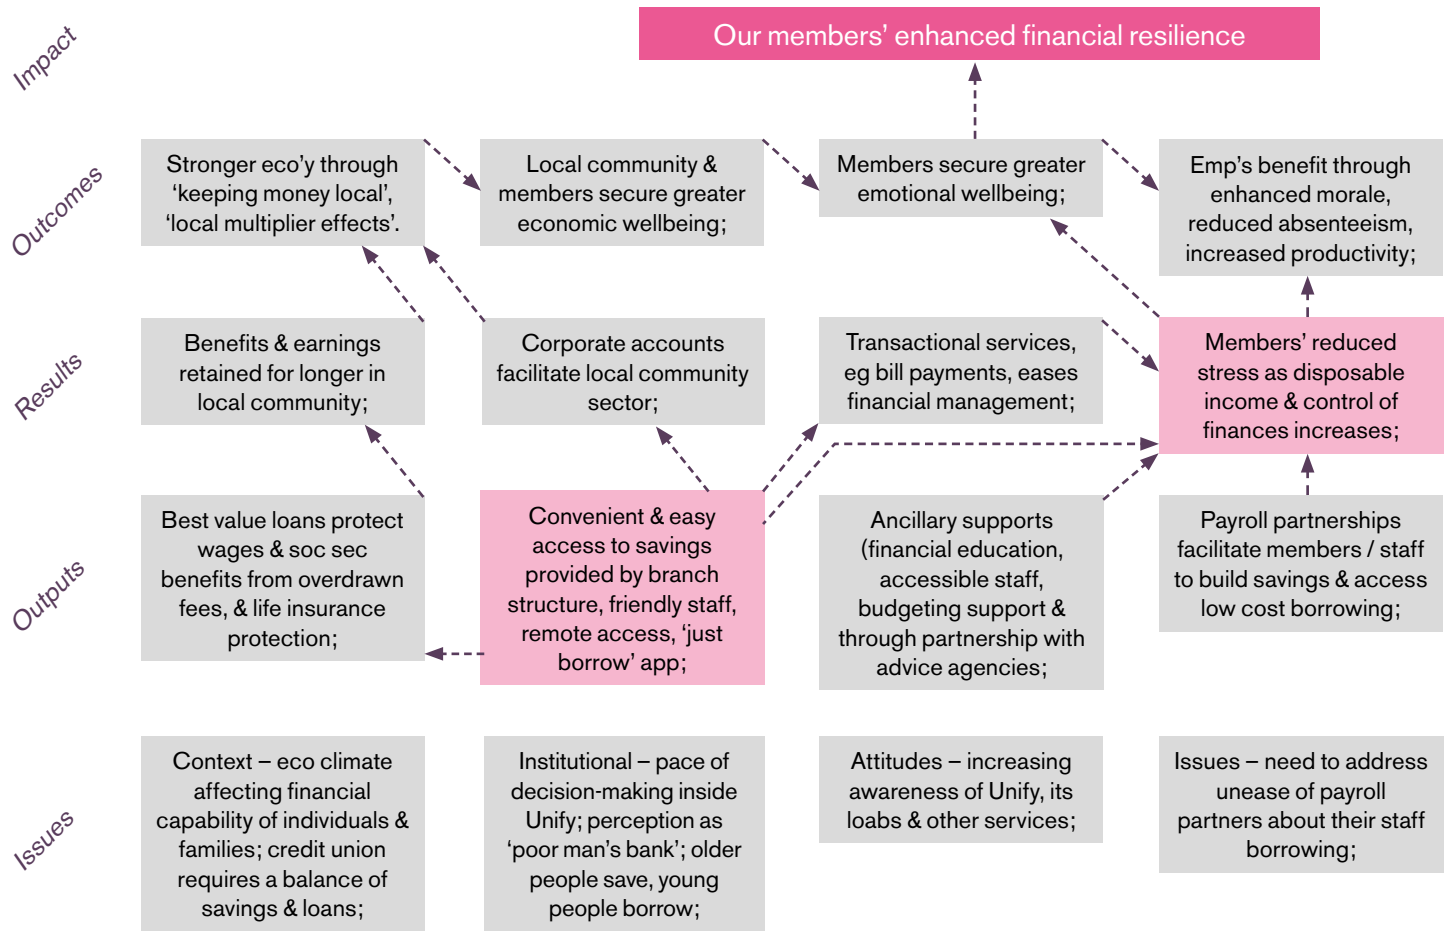 Impact
Our members’ enhanced financial resilience
Outcomes
Stronger eco’y through
‘keeping money local’,
‘local multiplier effects’.
Local community &
members secure greater
economic wellbeing;
Members secure greater
emotional wellbeing;
Emp’s benefit through
enhanced morale,
reduced absenteeism,
increased productivity;
Results
Benefits & earnings
retained for longer in
local community;
Corporate accounts
facilitate local community
sector;
Transactional services,
eg bill payments, eases
financial management;
Members’ reduced
stress as disposable
income & control of
finances increases;
Outputs
Best value loans protect
wages & soc sec
benefits from overdrawn
fees, & life insurance
protection;
Convenient & easy
access to savings
provided by branch
structure, friendly staff,
remote access, ‘just
borrow’ app;
Ancillary supports
(financial education,
accessible staff,
budgeting support &
through partnership with
advice agencies;
Payroll partnerships
facilitate members / staff
to build savings & access
low cost borrowing;
Issues
Context – eco climate
affecting financial
capability of individuals &
families; credit union
requires a balance of
savings & loans;
Institutional – pace of
decision-making inside
Unify; perception as
‘poor man’s bank’; older
people save, young
people borrow;
Attitudes – increasing
awareness of Unify, its
loabs & other services;
Issues – need to address
unease of payroll
partners about their staff
borrowing;